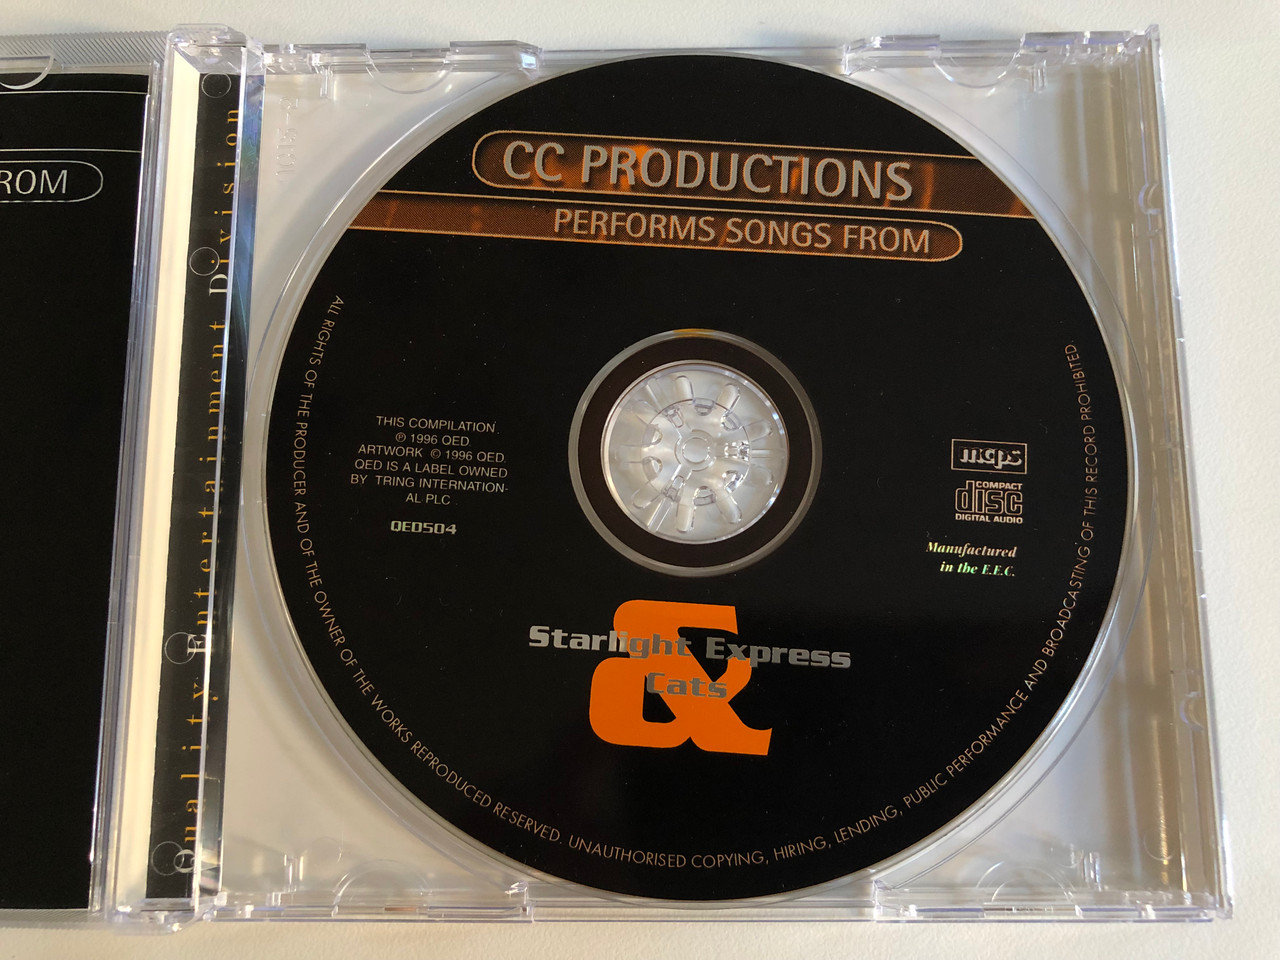 ROM
Quality Entertainment Division
CC PRODUCTIONS
PERFORMS SONGS FROM
THIS COMPILATION
℗ 1996 QED.
ARTWORK © 1996 QED.
QED IS A LABEL OWNED
BY TRING INTERNATION-
AL PLC
QED504
mcps
COMPACT
disc
DIGITAL AUDIO
Manufactured
in the E.E.C.
&
Starlight Express
Cats
ALL RIGHTS OF THE PRODUCER AND OF THE OWNER OF THE WORKS REPRODUCED RESERVED. UNAUTHORISED COPYING, HIRING, LENDING, PUBLIC PERFORMANCE AND BROADCASTING OF THIS RECORD PROHIBITED.